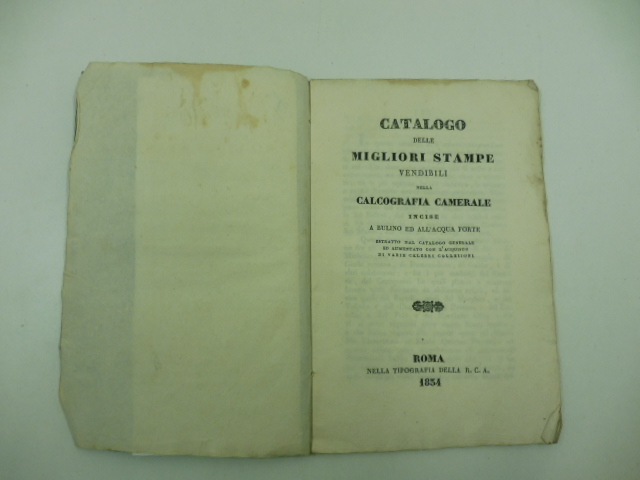 CATALOGO
DELLE
MIGLIORI STAMPE
VENDIBILI
NELLA
CALCOGRAFIA CAMERALE
INCISE
A BULINO ED ALL'ACQUA FORTE
ESTRATTO DAL CATALOGO GENERALE
ED AUMENTATO CON L'ACQUISTO
DI VARIE CELEBRI COLLEZIONI
ROMA
NELLA TIPOGRAFIA DELLA R. C. A.
1834